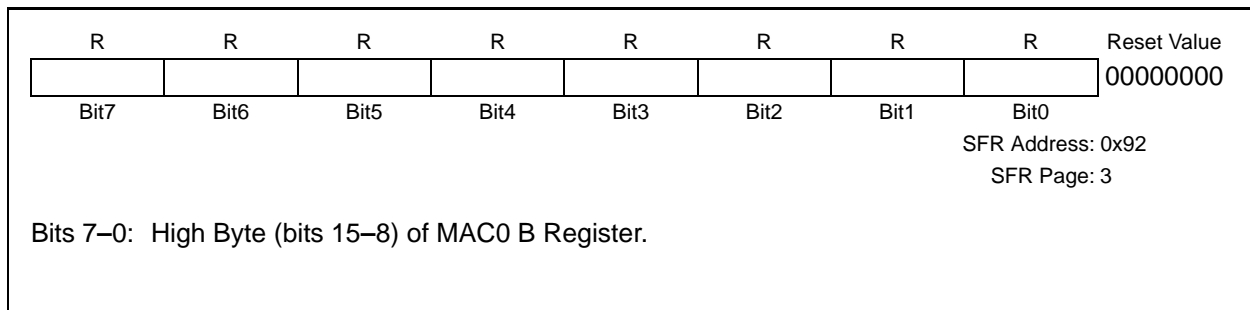 R R R R R R R R Reset Value
00000000
Bit7 Bit6 Bit5 Bit4 Bit3 Bit2 Bit1 Bit0
SFR Address: 0x92
SFR Page: 3
Bits 7–0: High Byte (bits 15–8) of MAC0 B Register.